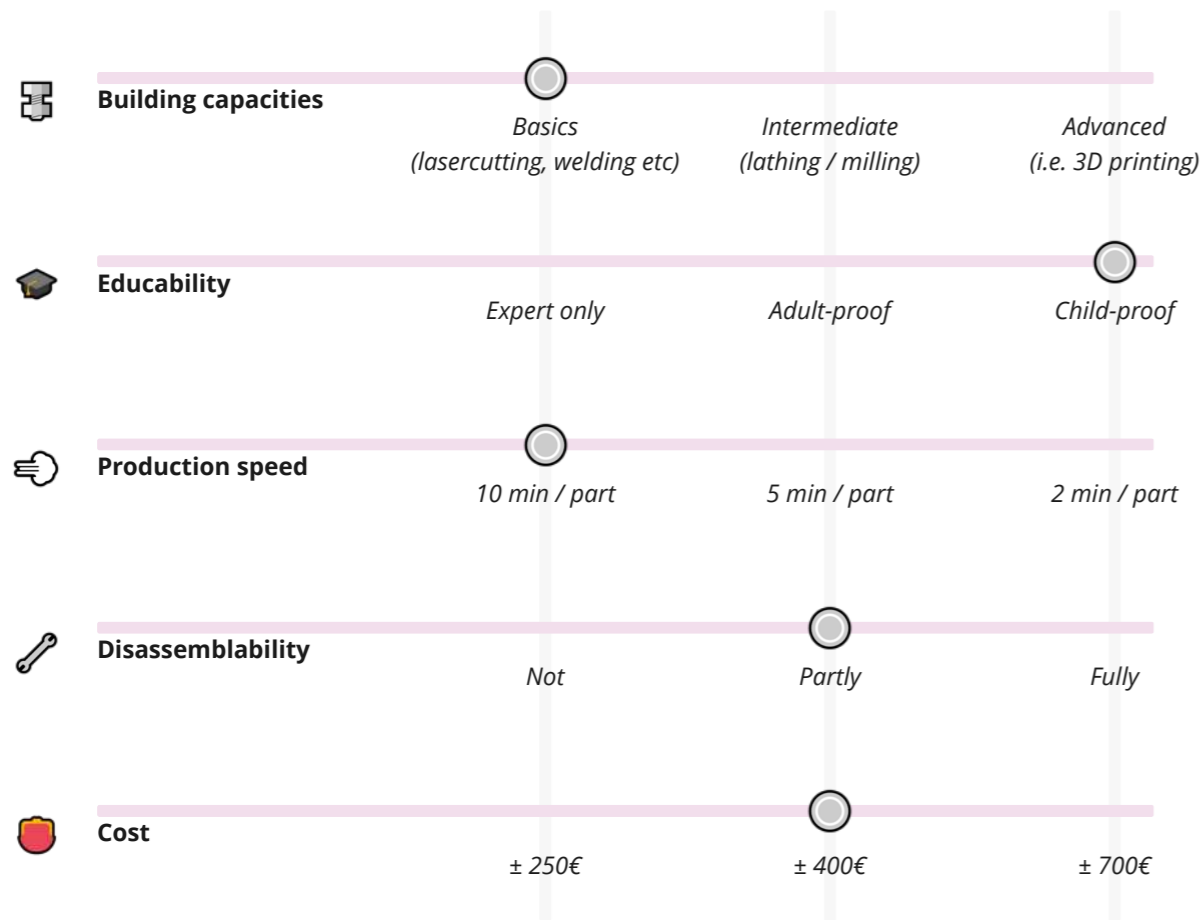 Building capacities
Basics
(lasercutting, welding etc)
Intermediate
(lathing / milling)
Advanced
(i.e. 3D printing)
Educability
Expert only
Adult-proof
Child-proof
Production speed
10 min / part
5 min / part
2 min / part
Disassemblability
Not
Partly
Fully
Cost
± 250€
± 400€
± 700€